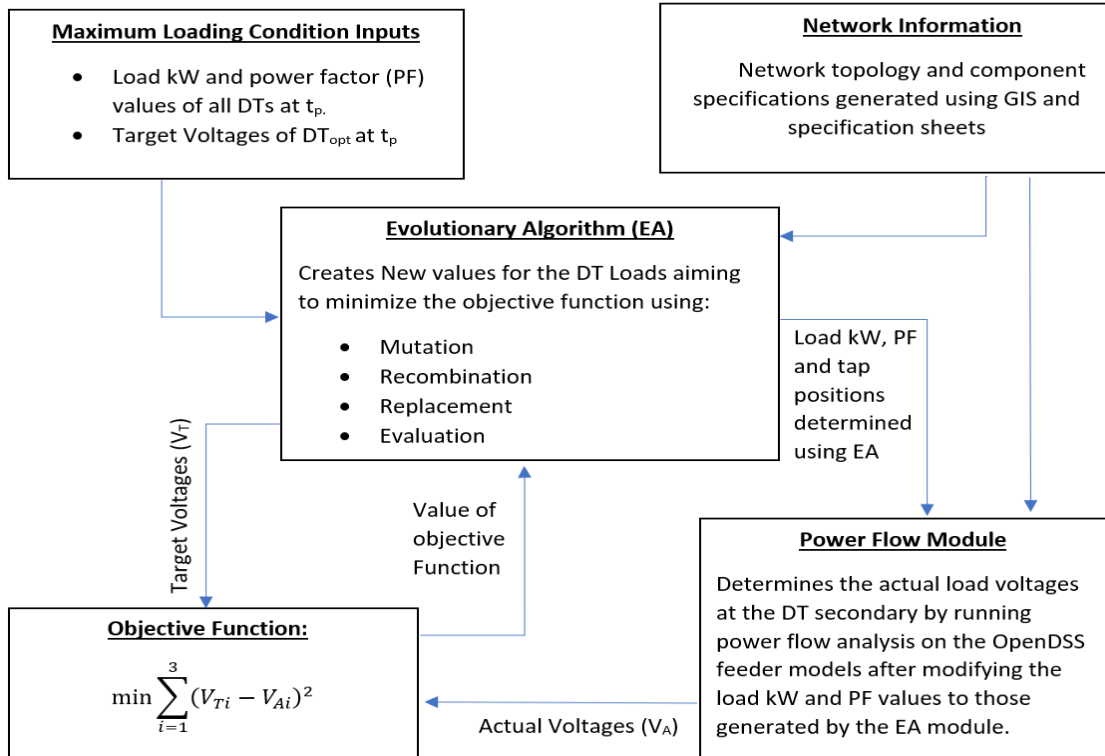 Maximum Loading Condition Inputs
• Load kW and power factor (PF)
values of all DTs at tp.
• Target Voltages of DTopt at tp
Network Information
Network topology and component
specifications generated using GIS and
specification sheets
Evolutionary Algorithm (EA)
Creates New values for the DT Loads aiming
to minimize the objective function using:
• Mutation
• Recombination
• Replacement
• Evaluation
Load kW, PF
and tap
positions
determined
using EA
Target Voltages (VT)
Value of
objective
Function
Objective Function:
min ∑_{i=1}^{3} (V_{Ti} − V_{Ai})²
Actual Voltages (VA)
Power Flow Module
Determines the actual load voltages
at the DT secondary by running
power flow analysis on the OpenDSS
feeder models after modifying the
load kW and PF values to those
generated by the EA module.